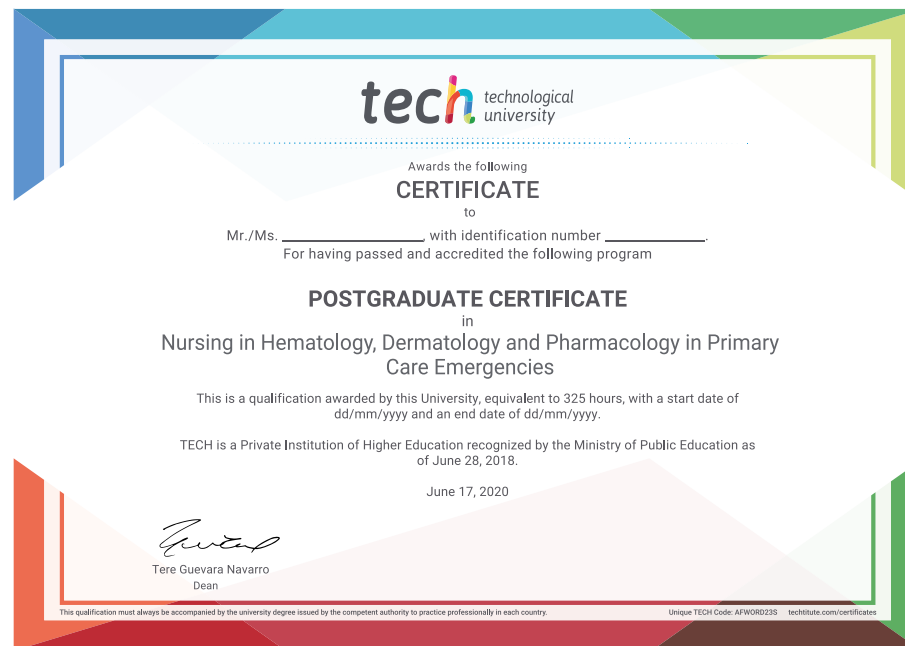 tech technological
university
Awards the following
CERTIFICATE
to
Mr./Ms. ____________, with identification number ____________.
For having passed and accredited the following program
POSTGRADUATE CERTIFICATE
in
Nursing in Hematology, Dermatology and Pharmacology in Primary
Care Emergencies
This is a qualification awarded by this University, equivalent to 325 hours, with a start date of
dd/mm/yyyy and an end date of dd/mm/yyyy.
TECH is a Private Institution of Higher Education recognized by the Ministry of Public Education as
of June 28, 2018.
June 17, 2020
Tere Guevara Navarro
Dean
This qualification must always be accompanied by the university degree issued by the competent authority to practice professionally in each country.
Unique TECH Code: AFWORD23S techtitute.com/certificates